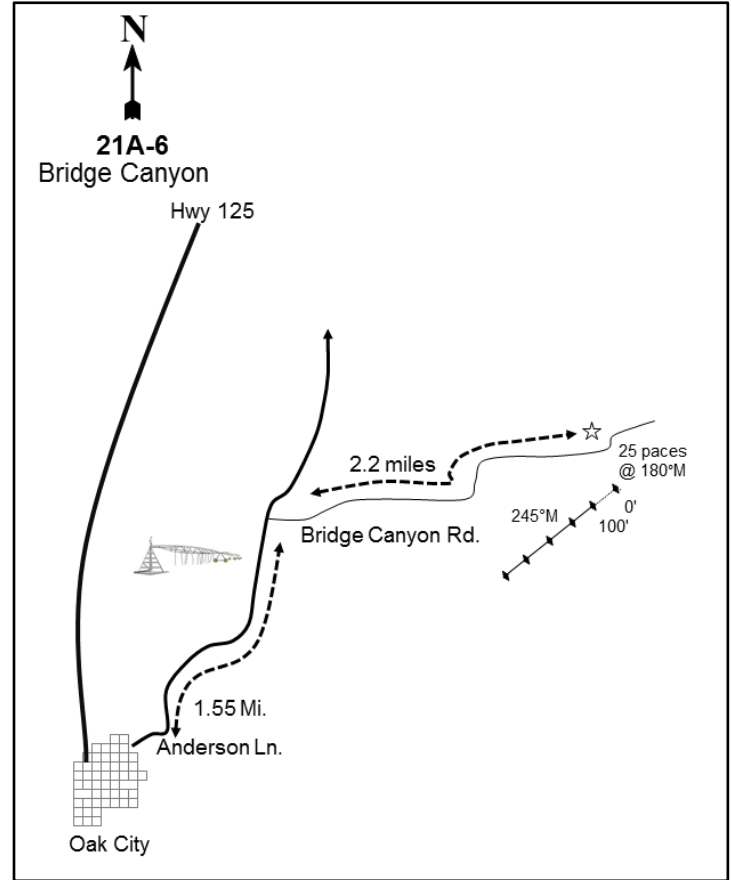 N
21A-6
Bridge Canyon
Hwy 125
2.2 miles
25 paces
@ 180°M
0'
245°M
100'
Bridge Canyon Rd.
1.55 Mi.
Anderson Ln.
Oak City